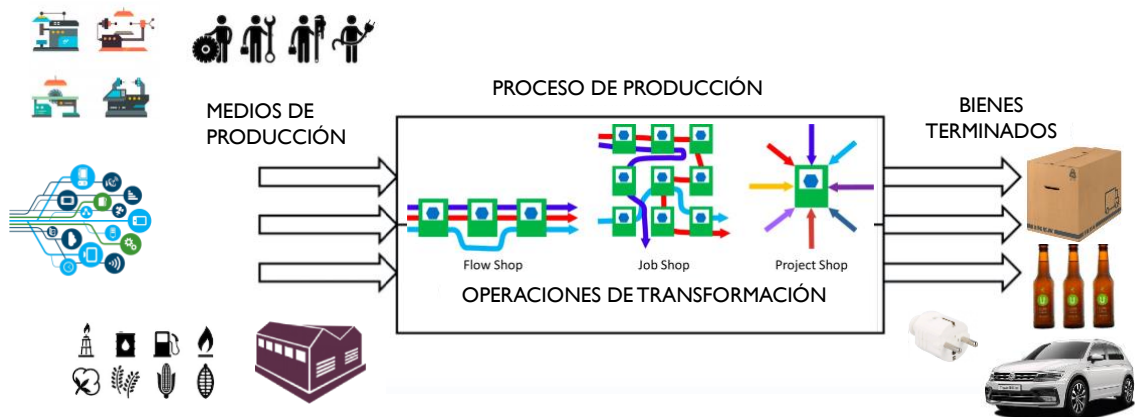 PROCESO DE PRODUCCIÓN
MEDIOS DE
PRODUCCIÓN
BIENES
TERMINADOS
Flow Shop
Job Shop
Project Shop
OPERACIONES DE TRANSFORMACIÓN